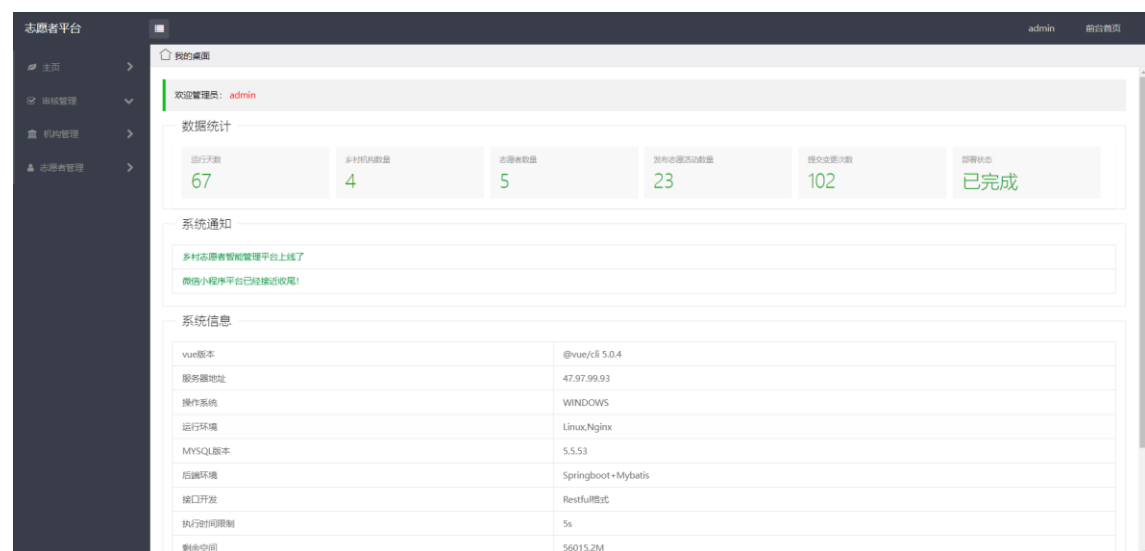 志愿者平台
admin 前台首页
我的桌面
主页
审核管理
机构管理
志愿者管理
欢迎管理员： admin
数据统计
运行天数 乡村机构数量 志愿者数量 发布志愿活动数量 提交变更次数 部署状态
67 4 5 23 102 已完成
系统通知
乡村志愿者智能管理平台上线了
微信小程序平台已经接近收尾!
系统信息
vue版本 @vue/cli 5.0.4
服务器地址 47.97.99.93
操作系统 WINDOWS
运行环境 Linux,Nginx
MYSQL版本 5.5.53
后端环境 Springboot+Mybatis
接口开发 Restful格式
执行时间限制 5s
剩余空间 56015.2M